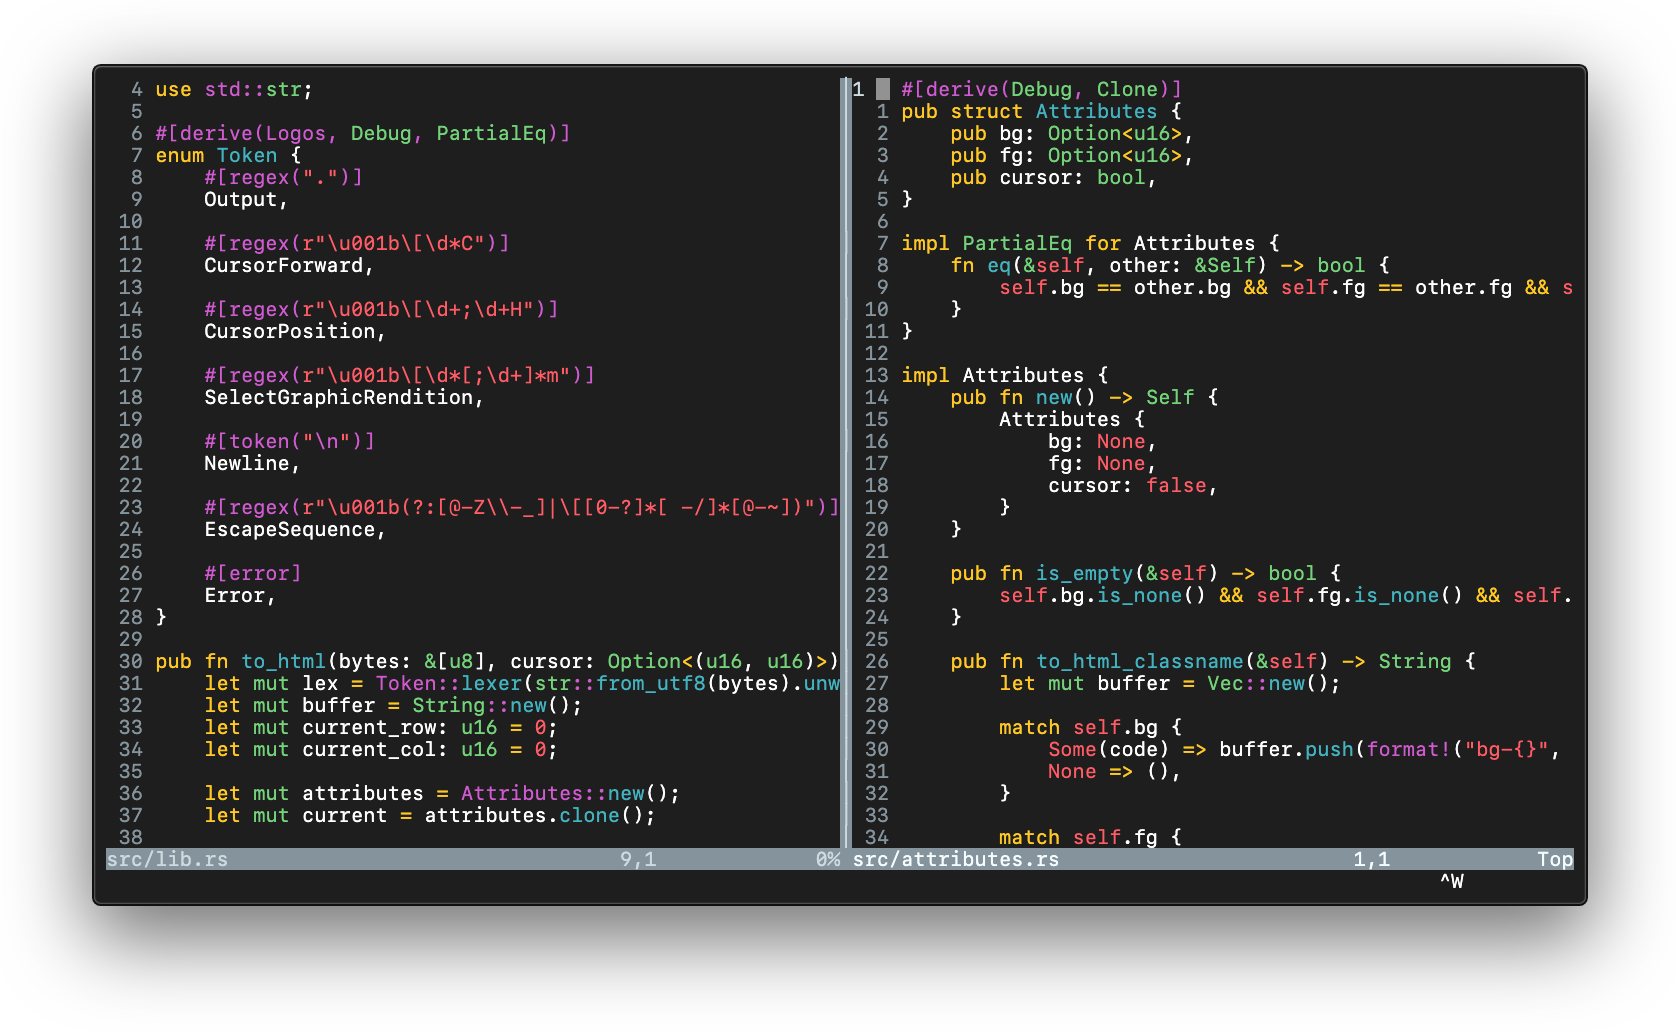 4 use std::str;
5
6 #[derive(Logos, Debug, PartialEq)]
7 enum Token {
8     #[regex(".")]
9     Output,
10
11     #[regex(r"\u001b\[\d*C")]
12     CursorForward,
13
14     #[regex(r"\u001b\[\d+;\d+H")]
15     CursorPosition,
16
17     #[regex(r"\u001b\[\d*[;\d+]*m")]
18     SelectGraphicRendition,
19
20     #[token("\n")]
21     Newline,
22
23     #[regex(r"\u001b(?:[@-Z\\-_]|\[[0-?]*[ -/]*[@-~])")]
24     EscapeSequence,
25
26     #[error]
27     Error,
28 }
29
30 pub fn to_html(bytes: &[u8], cursor: Option<(u16, u16)>)
31     let mut lex = Token::lexer(str::from_utf8(bytes).unw
32     let mut buffer = String::new();
33     let mut current_row: u16 = 0;
34     let mut current_col: u16 = 0;
35
36     let mut attributes = Attributes::new();
37     let mut current = attributes.clone();
38
src/lib.rs 9,1 0%
1 #[derive(Debug, Clone)]
1 pub struct Attributes {
2     pub bg: Option<u16>,
3     pub fg: Option<u16>,
4     pub cursor: bool,
5 }
6
7 impl PartialEq for Attributes {
8     fn eq(&self, other: &Self) -> bool {
9         self.bg == other.bg && self.fg == other.fg && s
10     }
11 }
12
13 impl Attributes {
14     pub fn new() -> Self {
15         Attributes {
16             bg: None,
17             fg: None,
18             cursor: false,
19         }
20     }
21
22     pub fn is_empty(&self) -> bool {
23         self.bg.is_none() && self.fg.is_none() && self.
24     }
25
26     pub fn to_html_classname(&self) -> String {
27         let mut buffer = Vec::new();
28
29         match self.bg {
30             Some(code) => buffer.push(format!("bg-{}",
31             None => (),
32         }
33
34         match self.fg {
src/attributes.rs 1,1 Top
^W